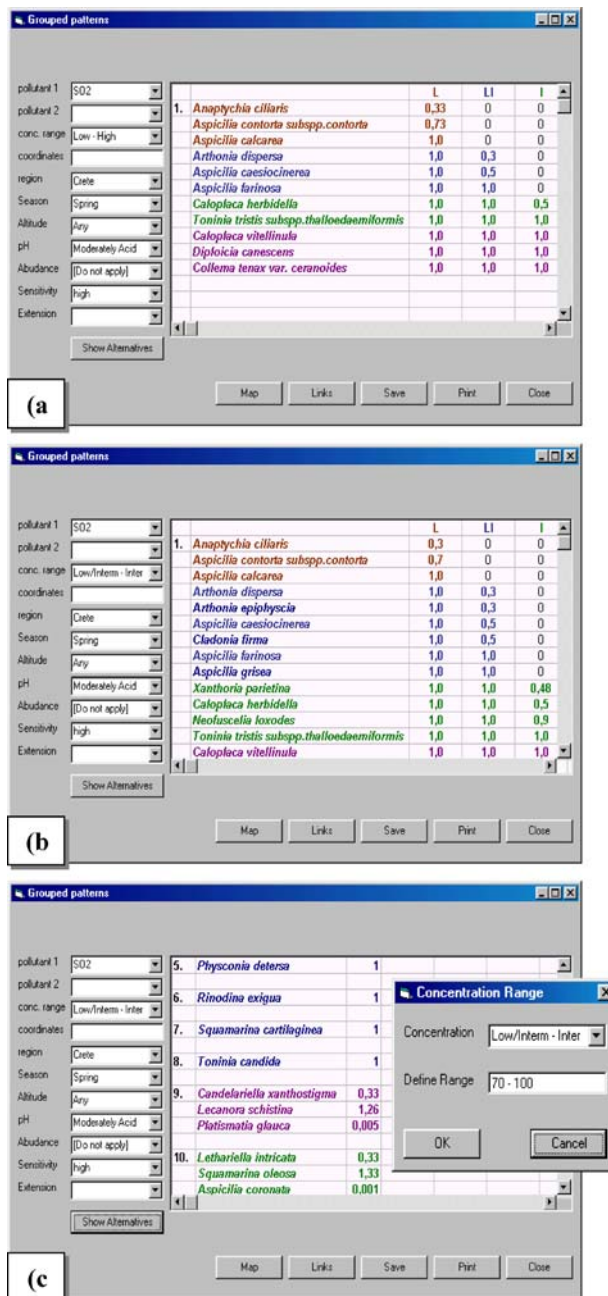 Grouped patterns
pollutant 1 SO2
pollutant 2
conc. range Low - High
coordinates
region Crete
Season Spring
Altitude Any
pH Moderately Acid
Abudance [Do not apply]
Sensitivity high
Extension
Show Alternatives
L LI I
1. Anaptychia ciliaris 0,33 0 0
Aspicilia contorta subspp.contorta 0,73 0 0
Aspicilia calcarea 1,0 0 0
Arthonia dispersa 1,0 0,3 0
Aspicilia caesiocinerea 1,0 0,5 0
Aspicilia farinosa 1,0 1,0 0
Caloplaca herbidella 1,0 1,0 0,5
Toninia tristis subspp.thalloedaemiformis 1,0 1,0 1,0
Caloplaca vitellinula 1,0 1,0 1,0
Diploicia canescens 1,0 1,0 1,0
Collema tenax var. ceranoides 1,0 1,0 1,0
Map Links Save Print Close
(a
Grouped patterns
pollutant 1 SO2
pollutant 2
conc. range Low/Interm - Inter
coordinates
region Crete
Season Spring
Altitude Any
pH Moderately Acid
Abudance [Do not apply]
Sensitivity high
Extension
Show Alternatives
L LI I
1. Anaptychia ciliaris 0,3 0 0
Aspicilia contorta subspp.contorta 0,7 0 0
Aspicilia calcarea 1,0 0 0
Arthonia dispersa 1,0 0,3 0
Arthonia epiphyscia 1,0 0,3 0
Aspicilia caesiocinerea 1,0 0,5 0
Cladonia firma 1,0 0,5 0
Aspicilia farinosa 1,0 1,0 0
Aspicilia grisea 1,0 1,0 0
Xanthoria parietina 1,0 1,0 0,48
Caloplaca herbidella 1,0 1,0 0,5
Neofuscelia loxodes 1,0 1,0 0,9
Toninia tristis subspp.thalloedaemiformis 1,0 1,0 1,0
Caloplaca vitellinula 1,0 1,0 1,0
Map Links Save Print Close
(b
Grouped patterns
pollutant 1 SO2
pollutant 2
conc. range Low/Interm - Inter
coordinates
region Crete
Season Spring
Altitude Any
pH Moderately Acid
Abudance [Do not apply]
Sensitivity high
Extension
Show Alternatives
5. Physconia detersa 1
6. Rinodina exigua 1
7. Squamarina cartilaginea 1
8. Toninia candida 1
9. Candelariella xanthostigma 0,33
Lecanora schistina 1,26
Platismatia glauca 0,005
10. Lethariella intricata 0,33
Squamarina oleosa 1,33
Aspicilia coronata 0,001
Concentration Range
Concentration Low/Interm - Inter
Define Range 70 - 100
OK Cancel
Map Links Save Print Close
(c